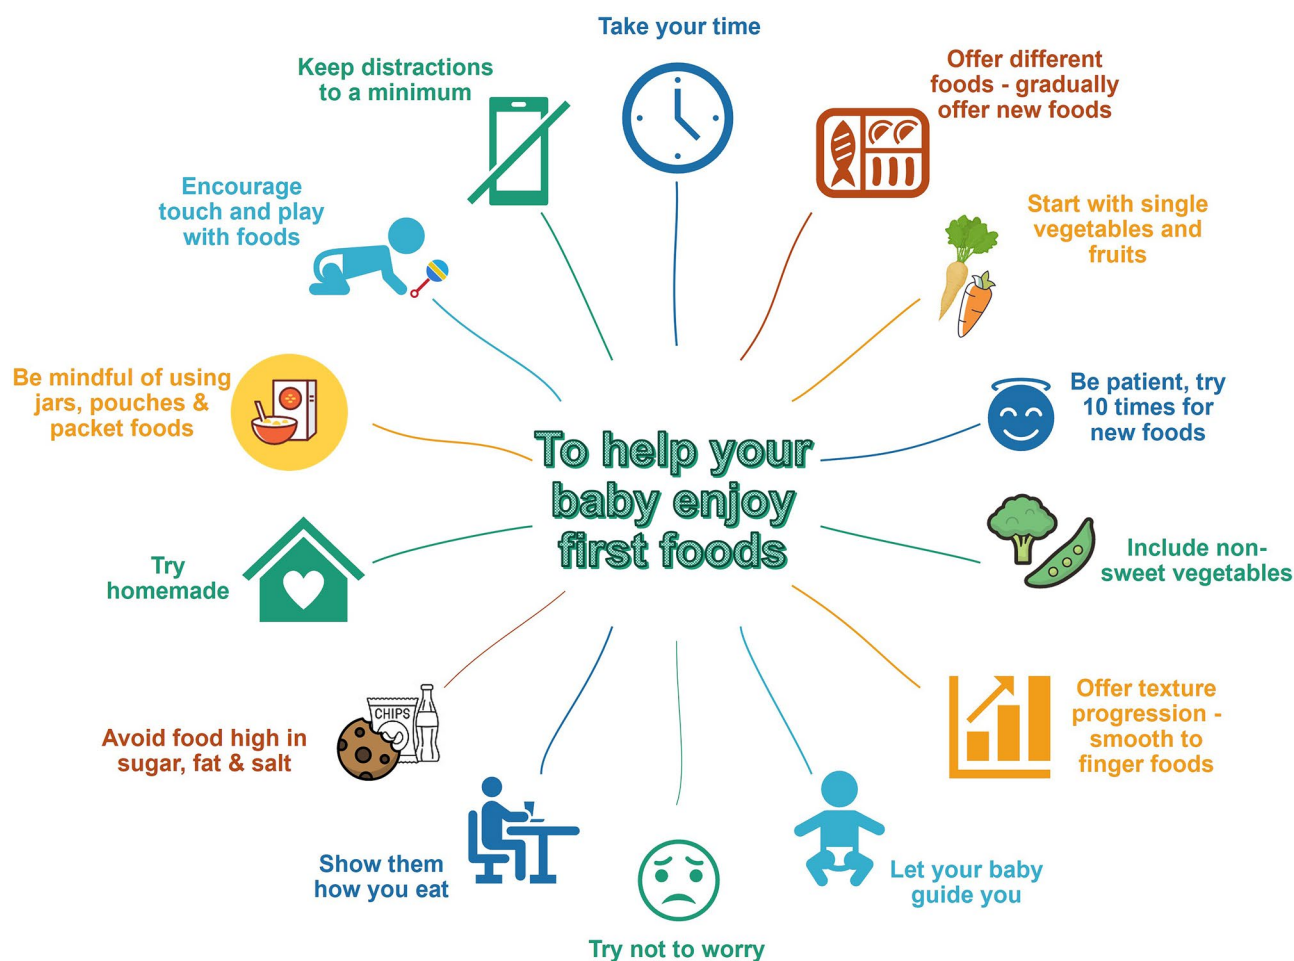 Take your time
Keep distractions
to a minimum
Offer different
foods - gradually
offer new foods
Encourage
touch and play
with foods
Start with single
vegetables and
fruits
Be mindful of using
jars, pouches &
packet foods
Be patient, try
10 times for
new foods
To help your
baby enjoy
first foods
Try
homemade
Include non-
sweet vegetables
Avoid food high in
sugar, fat & salt
CHIPS
Offer texture
progression -
smooth to
finger foods
Show them
how you eat
Let your baby
guide you
Try not to worry